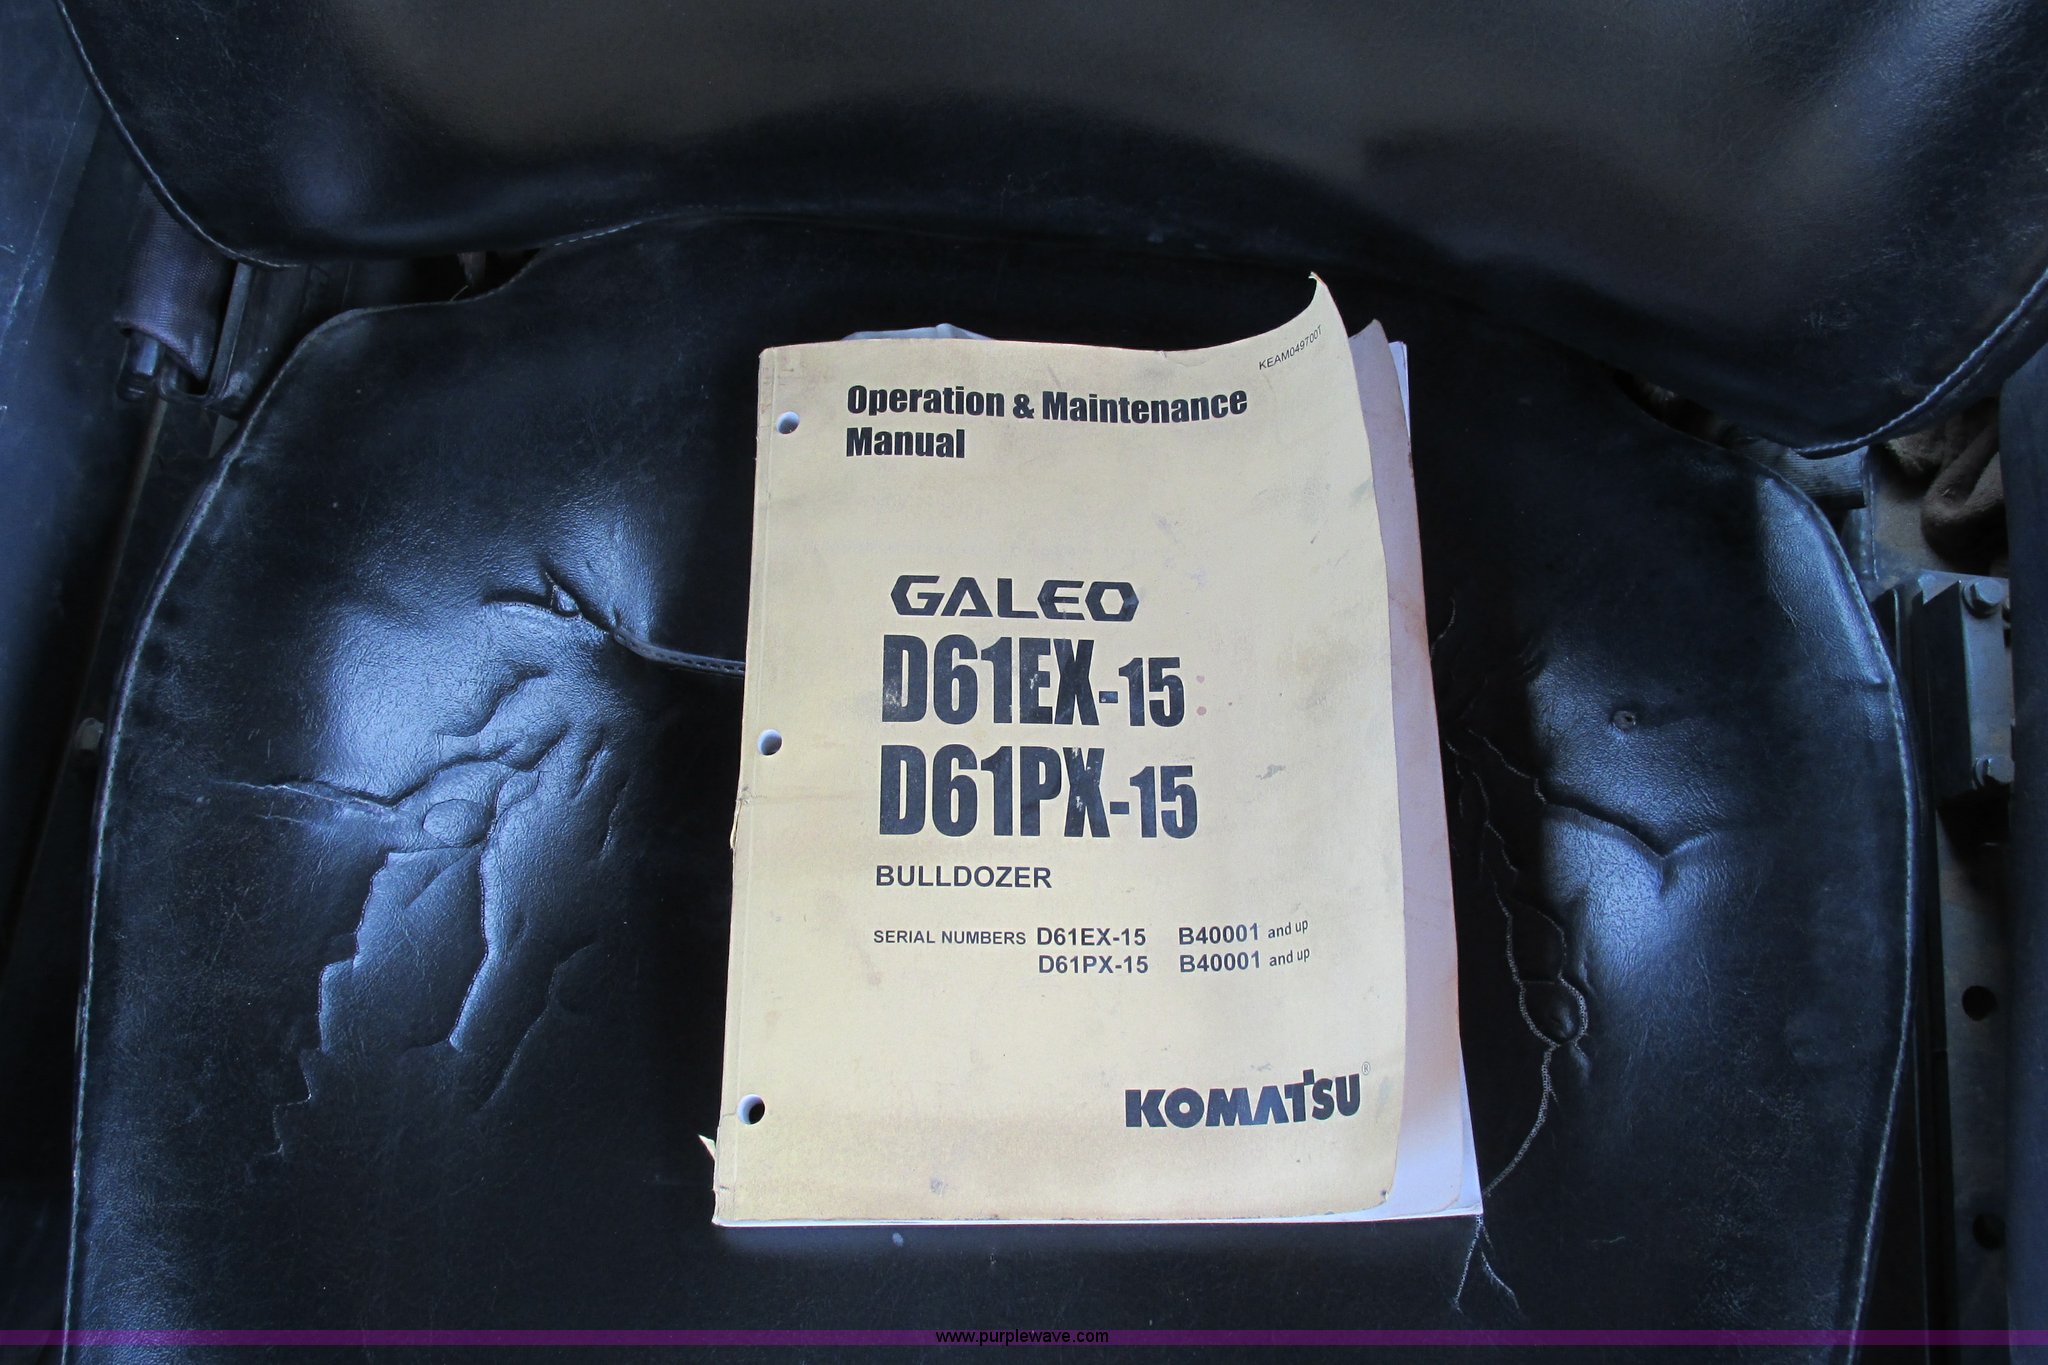 KEAM049700T
Operation & Maintenance
Manual
GALEO
D61EX-15
D61PX-15
BULLDOZER
SERIAL NUMBERS D61EX-15 B40001 and up
D61PX-15 B40001 and up
KOMATSU®
www.purplewave.com